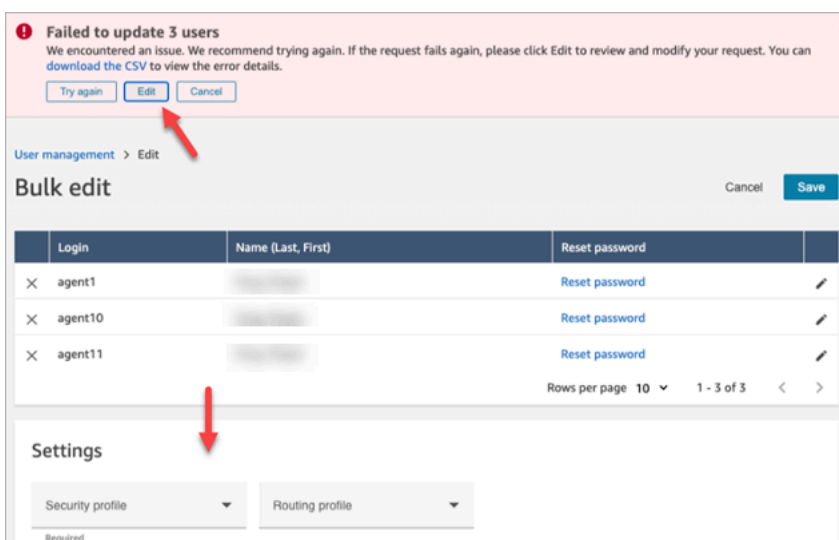 Failed to update 3 users
We encountered an issue. We recommend trying again. If the request fails again, please click Edit to review and modify your request. You can
download the CSV to view the error details.
Try again Edit Cancel
User management > Edit
Bulk edit
Cancel Save
Login Name (Last, First) Reset password
agent1 Reset password
agent10 Reset password
agent11 Reset password
Rows per page 10 1 - 3 of 3
Settings
Security profile Routing profile
Required